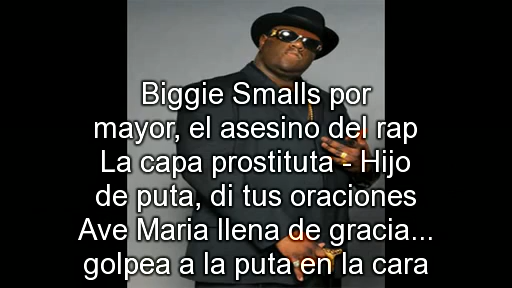 Biggie Smalls por
mayor, el asesino del rap
La capa prostituta - Hijo
de puta, di tus oraciones
Ave Maria llena de gracia...
golpea a la puta en la cara